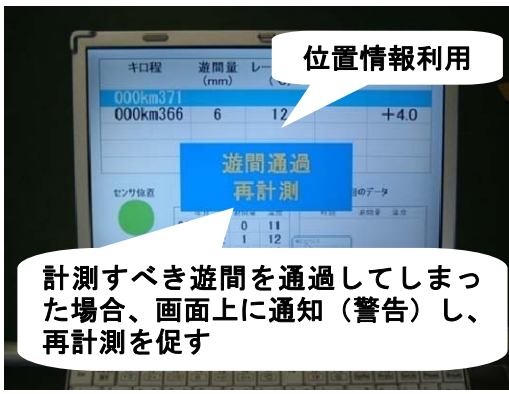 位置情報利用
キロ程 遊間量 レー
(mm)
000km371
000km366 6 12 +4.0
遊間通過
再計測
センサ位置 のデータ
0 11
1 12
計測すべき遊間を通過してしまっ
た場合、画面上に通知（警告）し、
再計測を促す